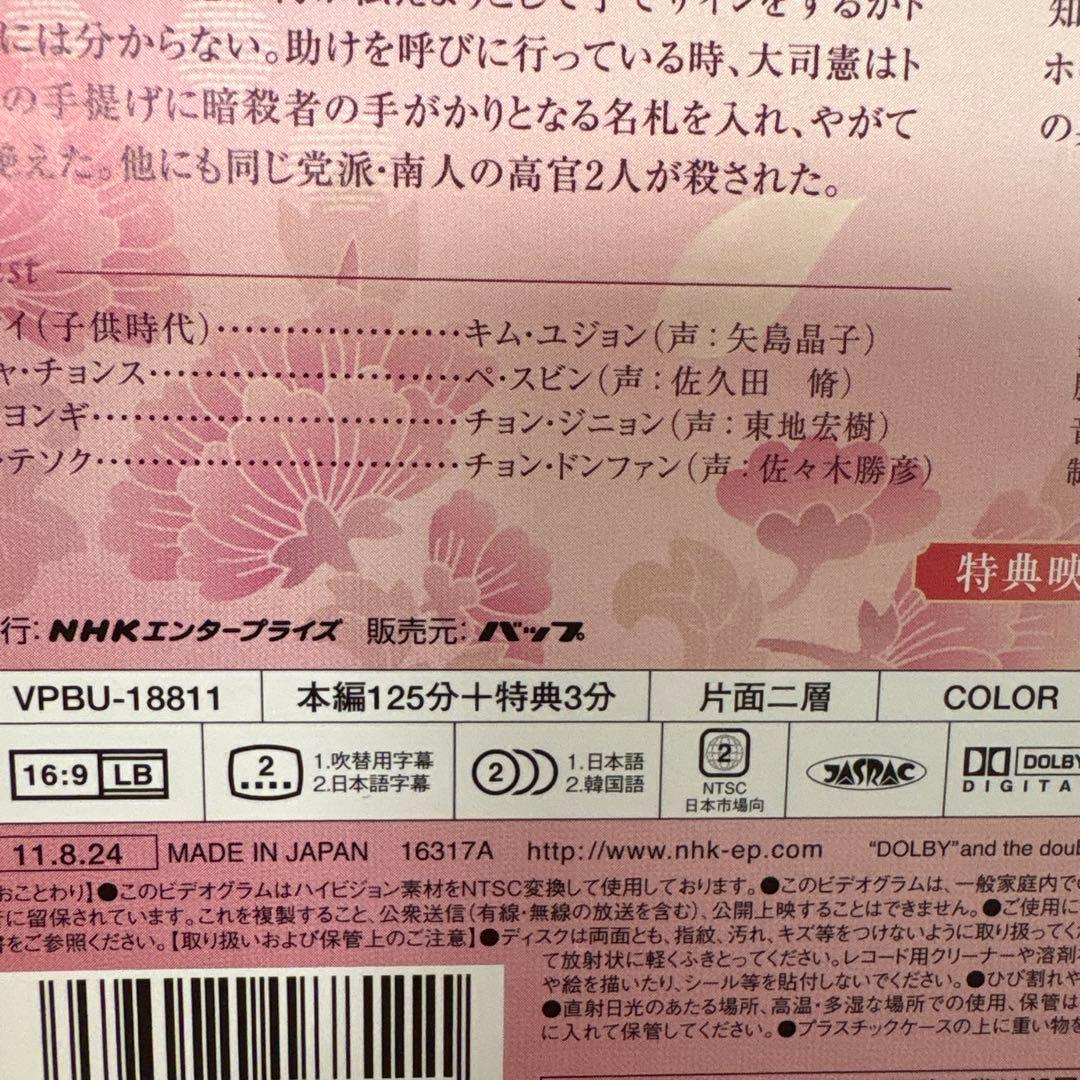 には分からない。助けを呼びに行っている時、大司憲はト
の手提げに暗殺者の手がかりとなる名札を入れ、やがて
絶えた。他にも同じ党派・南人の高官2人が殺された。
知
ホ
の
est
イ(子供時代)……………………キム・ユジョン(声:矢島晶子)
ャ・チョンス……………………ペ・スビン(声:佐久田 脩)
ヨンギ……………………チョン・ジニョン(声:東地宏樹)
・テソク……………………チョン・ドンファン(声:佐々木勝彦)
制
特典映
行:NHKエンタープライズ 販売元:バップ
VPBU-18811 本編125分+特典3分 片面二層 COLOR
16:9 LB
2 1.吹替用字幕
2.日本語字幕
2 1.日本語
2.韓国語
2
NTSC
日本市場向
JASRAC
DOLBY
DIGITA
11.8.24 MADE IN JAPAN 16317A http://www.nhk-ep.com "DOLBY"and the doub
おことわり】●このビデオグラムはハイビジョン素材をNTSC変換して使用しております。●このビデオグラムは、一般家庭内で
に留保されています。これを複製すること、公衆送信(有線・無線の放送を含む)、公開上映することはできません。●ご使用に
をご参照ください。【取り扱いおよび保管上のご注意】●ディスクは両面とも、指紋、汚れ、キズ等をつけないように取り扱ってく
て放射状に軽くふきとってください。レコード用クリーナーや溶剤
や絵を描いたり、シール等を貼付しないでください。●ひび割れや
●直射日光のあたる場所、高温・多湿な場所での使用、保管は
に入れて保管してください。●プラスチックケースの上に重い物を